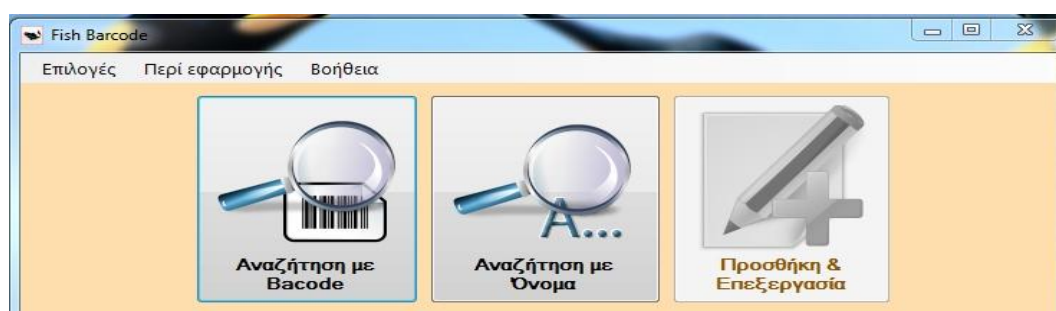 Fish Barcode
Επιλογές Περί εφαρμογής Βοήθεια
A...
Αναζήτηση με
Bacode
Αναζήτηση με
Όνομα
Προσθήκη &
Επεξεργασία